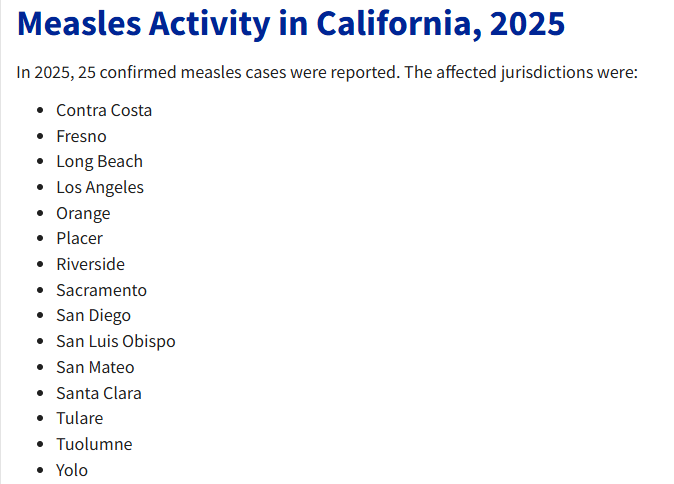 Measles Activity in California, 2025
In 2025, 25 confirmed measles cases were reported. The affected jurisdictions were:
• Contra Costa
• Fresno
• Long Beach
• Los Angeles
• Orange
• Placer
• Riverside
• Sacramento
• San Diego
• San Luis Obispo
• San Mateo
• Santa Clara
• Tulare
• Tuolumne
• Yolo